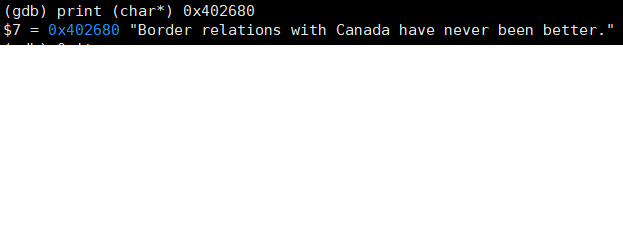 (gdb) print (char*) 0x402680
$7 = 0x402680 "Border relations with Canada have never been better."